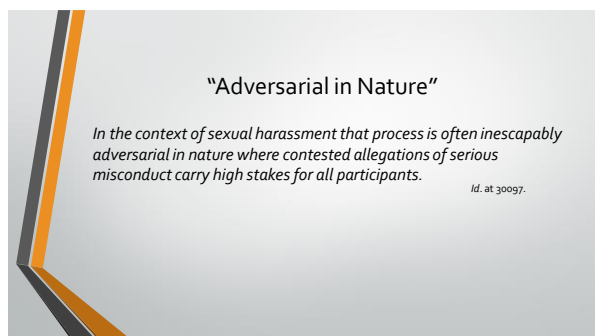 “Adversarial in Nature”
In the context of sexual harassment that process is often inescapably
adversarial in nature where contested allegations of serious
misconduct carry high stakes for all participants.
Id. at 30097.